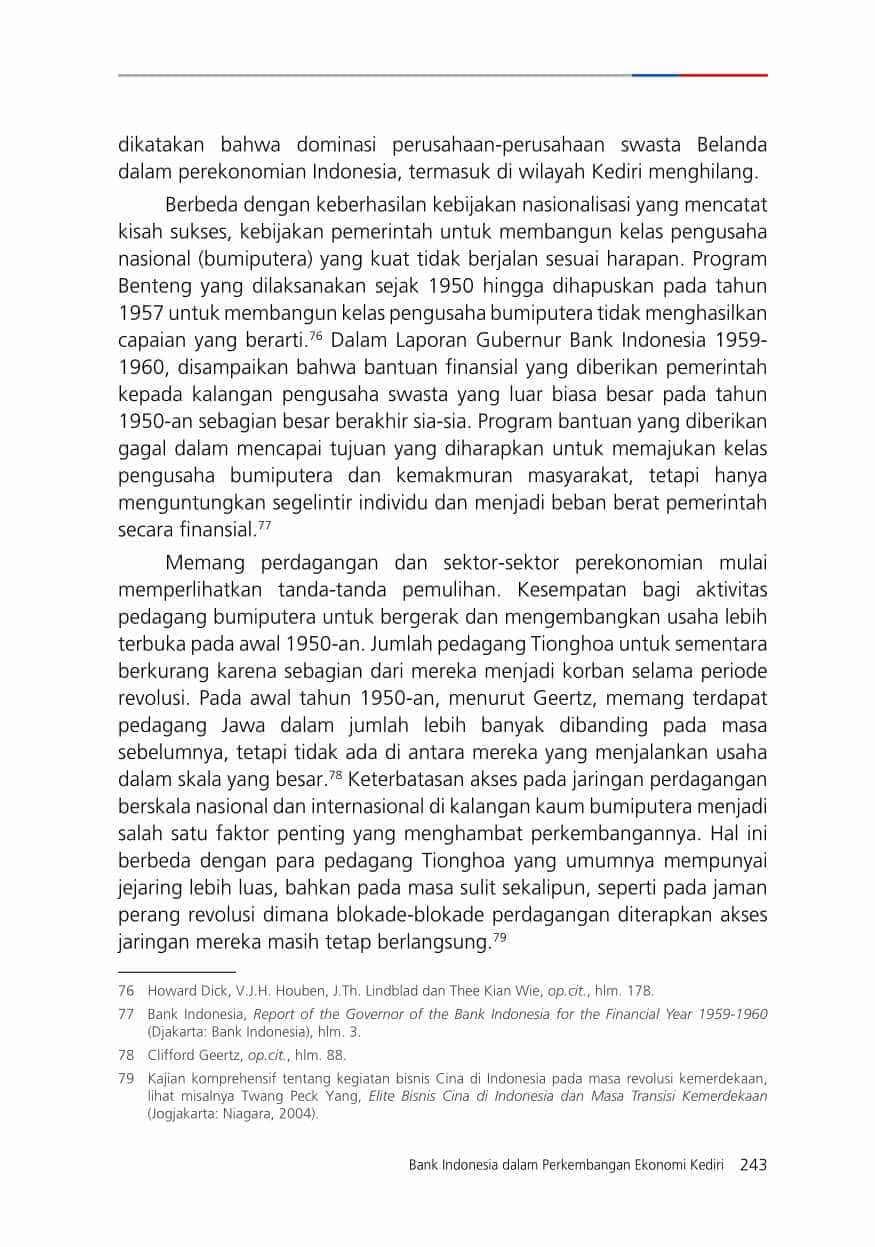 dikatakan bahwa dominasi perusahaan-perusahaan swasta Belanda
dalam perekonomian Indonesia, termasuk di wilayah Kediri menghilang.
Berbeda dengan keberhasilan kebijakan nasionalisasi yang mencatat
kisah sukses, kebijakan pemerintah untuk membangun kelas pengusaha
nasional (bumiputera) yang kuat tidak berjalan sesuai harapan. Program
Benteng yang dilaksanakan sejak 1950 hingga dihapuskan pada tahun
1957 untuk membangun kelas pengusaha bumiputera tidak menghasilkan
capaian yang berarti.⁷⁶ Dalam Laporan Gubernur Bank Indonesia 1959-
1960, disampaikan bahwa bantuan finansial yang diberikan pemerintah
kepada kalangan pengusaha swasta yang luar biasa besar pada tahun
1950-an sebagian besar berakhir sia-sia. Program bantuan yang diberikan
gagal dalam mencapai tujuan yang diharapkan untuk memajukan kelas
pengusaha bumiputera dan kemakmuran masyarakat, tetapi hanya
menguntungkan segelintir individu dan menjadi beban berat pemerintah
secara finansial.⁷⁷
Memang perdagangan dan sektor-sektor perekonomian mulai
memperlihatkan tanda-tanda pemulihan. Kesempatan bagi aktivitas
pedagang bumiputera untuk bergerak dan mengembangkan usaha lebih
terbuka pada awal 1950-an. Jumlah pedagang Tionghoa untuk sementara
berkurang karena sebagian dari mereka menjadi korban selama periode
revolusi. Pada awal tahun 1950-an, menurut Geertz, memang terdapat
pedagang Jawa dalam jumlah lebih banyak dibanding pada masa
sebelumnya, tetapi tidak ada di antara mereka yang menjalankan usaha
dalam skala yang besar.⁷⁸ Keterbatasan akses pada jaringan perdagangan
berskala nasional dan internasional di kalangan kaum bumiputera menjadi
salah satu faktor penting yang menghambat perkembangannya. Hal ini
berbeda dengan para pedagang Tionghoa yang umumnya mempunyai
jejaring lebih luas, bahkan pada masa sulit sekalipun, seperti pada jaman
perang revolusi dimana blokade-blokade perdagangan diterapkan akses
jaringan mereka masih tetap berlangsung.⁷⁹
76 Howard Dick, V.J.H. Houben, J.Th. Lindblad dan Thee Kian Wie, op.cit., hlm. 178.
77 Bank Indonesia, Report of the Governor of the Bank Indonesia for the Financial Year 1959-1960
(Djakarta: Bank Indonesia), hlm. 3.
78 Clifford Geertz, op.cit., hlm. 88.
79 Kajian komprehensif tentang kegiatan bisnis Cina di Indonesia pada masa revolusi kemerdekaan,
lihat misalnya Twang Peck Yang, Elite Bisnis Cina di Indonesia dan Masa Transisi Kemerdekaan
(Jogjakarta: Niagara, 2004).
Bank Indonesia dalam Perkembangan Ekonomi Kediri 243